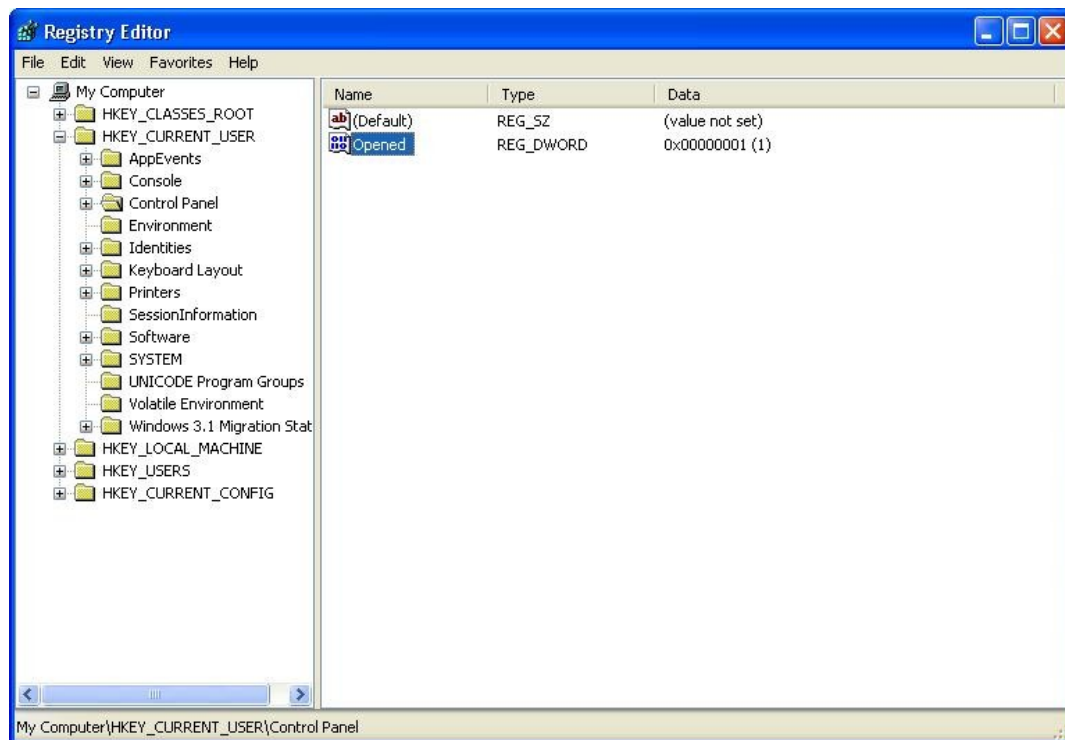 Registry Editor
File Edit View Favorites Help
My Computer
HKEY_CLASSES_ROOT
HKEY_CURRENT_USER
AppEvents
Console
Control Panel
Environment
Identities
Keyboard Layout
Printers
SessionInformation
Software
SYSTEM
UNICODE Program Groups
Volatile Environment
Windows 3.1 Migration Stat
HKEY_LOCAL_MACHINE
HKEY_USERS
HKEY_CURRENT_CONFIG
Name Type Data
(Default) REG_SZ (value not set)
Opened REG_DWORD 0x00000001 (1)
My Computer\HKEY_CURRENT_USER\Control Panel